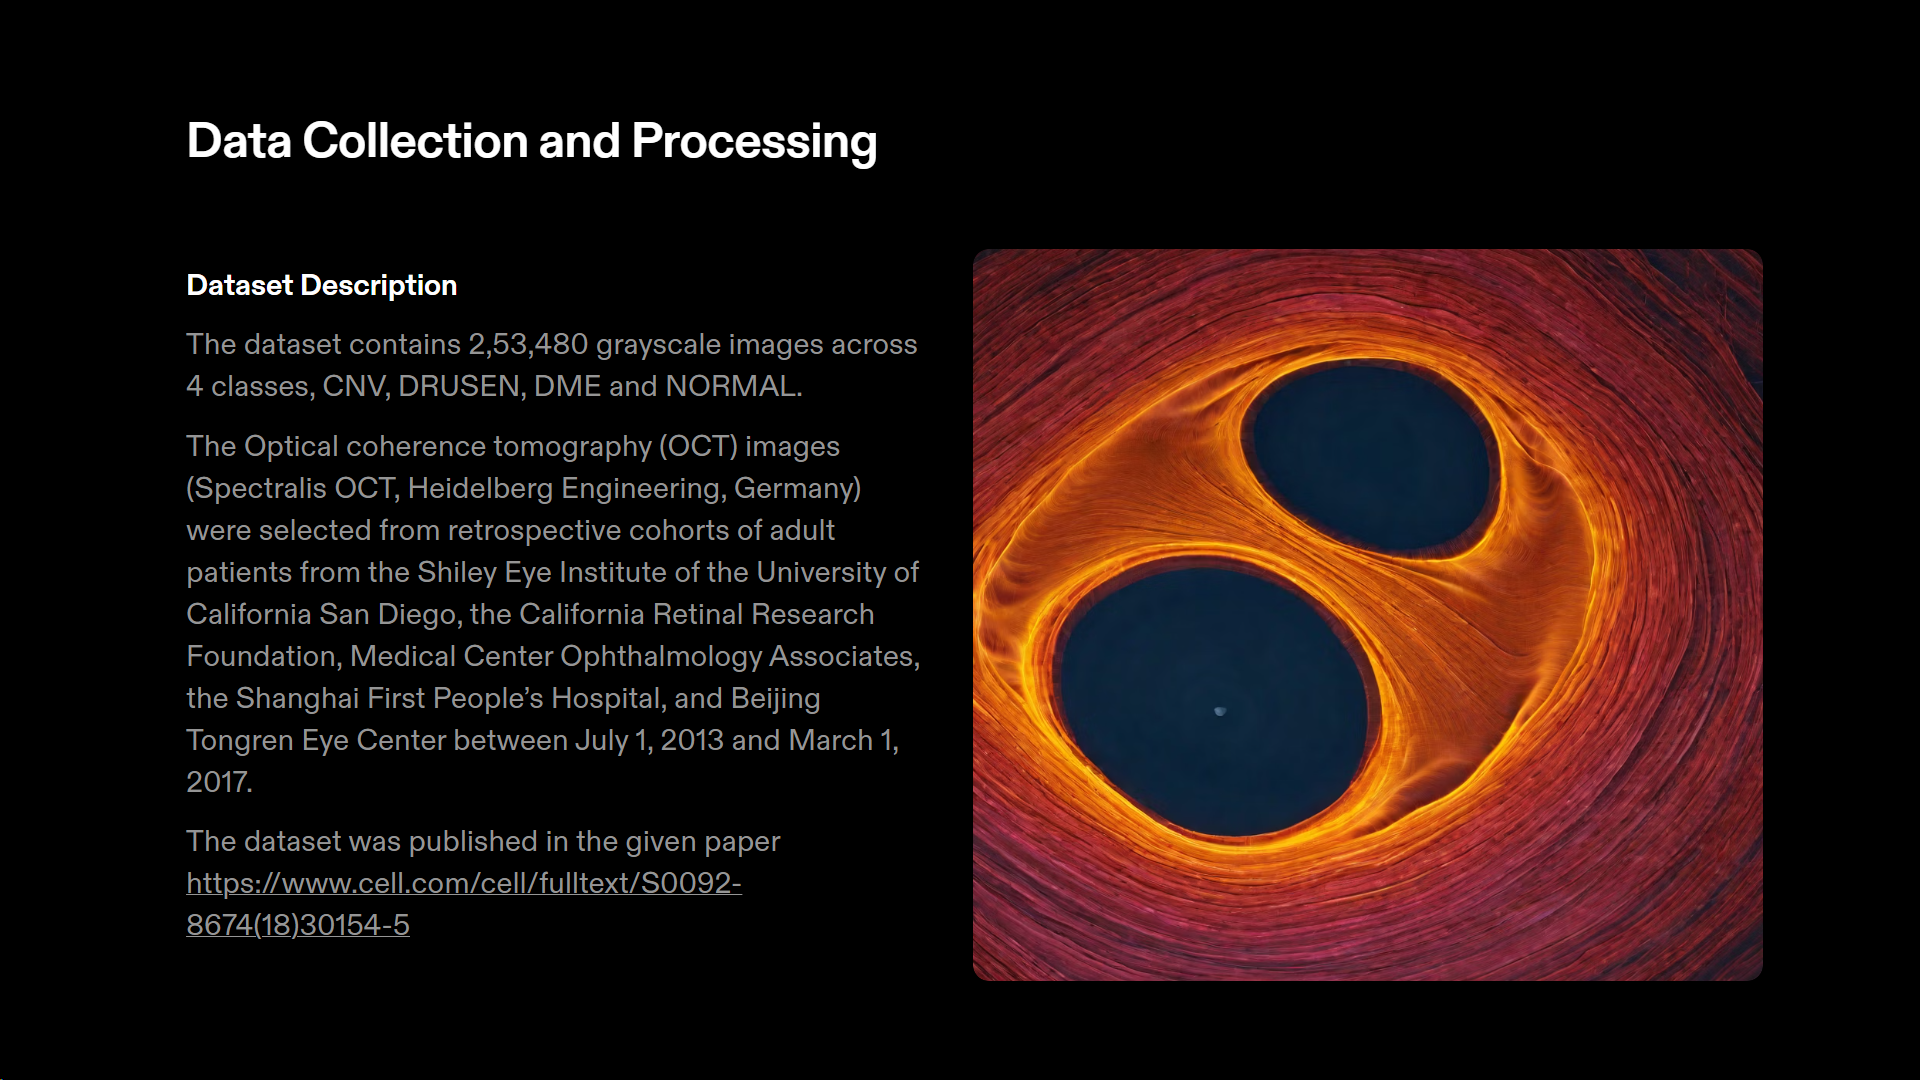 Data Collection and Processing
Dataset Description
The dataset contains 2,53,480 grayscale images across
4 classes, CNV, DRUSEN, DME and NORMAL.
The Optical coherence tomography (OCT) images
(Spectralis OCT, Heidelberg Engineering, Germany)
were selected from retrospective cohorts of adult
patients from the Shiley Eye Institute of the University of
California San Diego, the California Retinal Research
Foundation, Medical Center Ophthalmology Associates,
the Shanghai First People’s Hospital, and Beijing
Tongren Eye Center between July 1, 2013 and March 1,
2017.
The dataset was published in the given paper
https://www.cell.com/cell/fulltext/S0092-
8674(18)30154-5